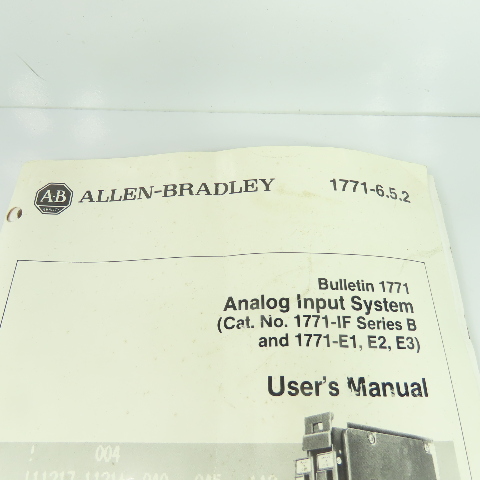 A-B
ALLEN-BRADLEY
1771-6.5.2
Bulletin 1771
Analog Input System
(Cat. No. 1771-IF Series B
and 1771-E1, E2, E3)
User's Manual
! 004